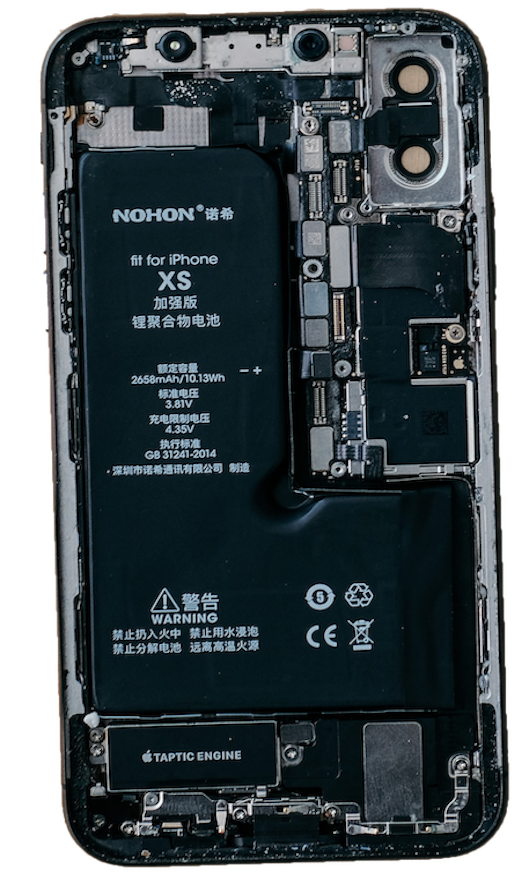 NOHON®诺希
fit for iPhone
XS
加强版
锂聚合物电池
额定容量
2658mAh/10.13Wh
- +
标准电压
3.81V
充电限制电压
4.35V
执行标准
GB 31241-2014
深圳市诺希通讯有限公司 制造
警告
WARNING
禁止扔入火中 禁止用水浸泡
禁止分解电池 远离高温火源
5
CE
TAPTIC ENGINE